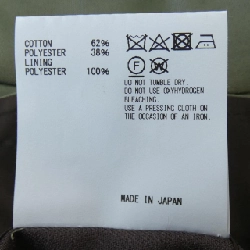 COTTON 62%
POLYESTER 38%
LINING
POLYESTER 100%
F W
DO NOT TUMBLE DRY.
DO NOT USE OXYHYDROGEN
BLEACHING.
USE A PRESSING CLOTH ON
THE OCCASION OF AN IRON.
MADE IN JAPAN